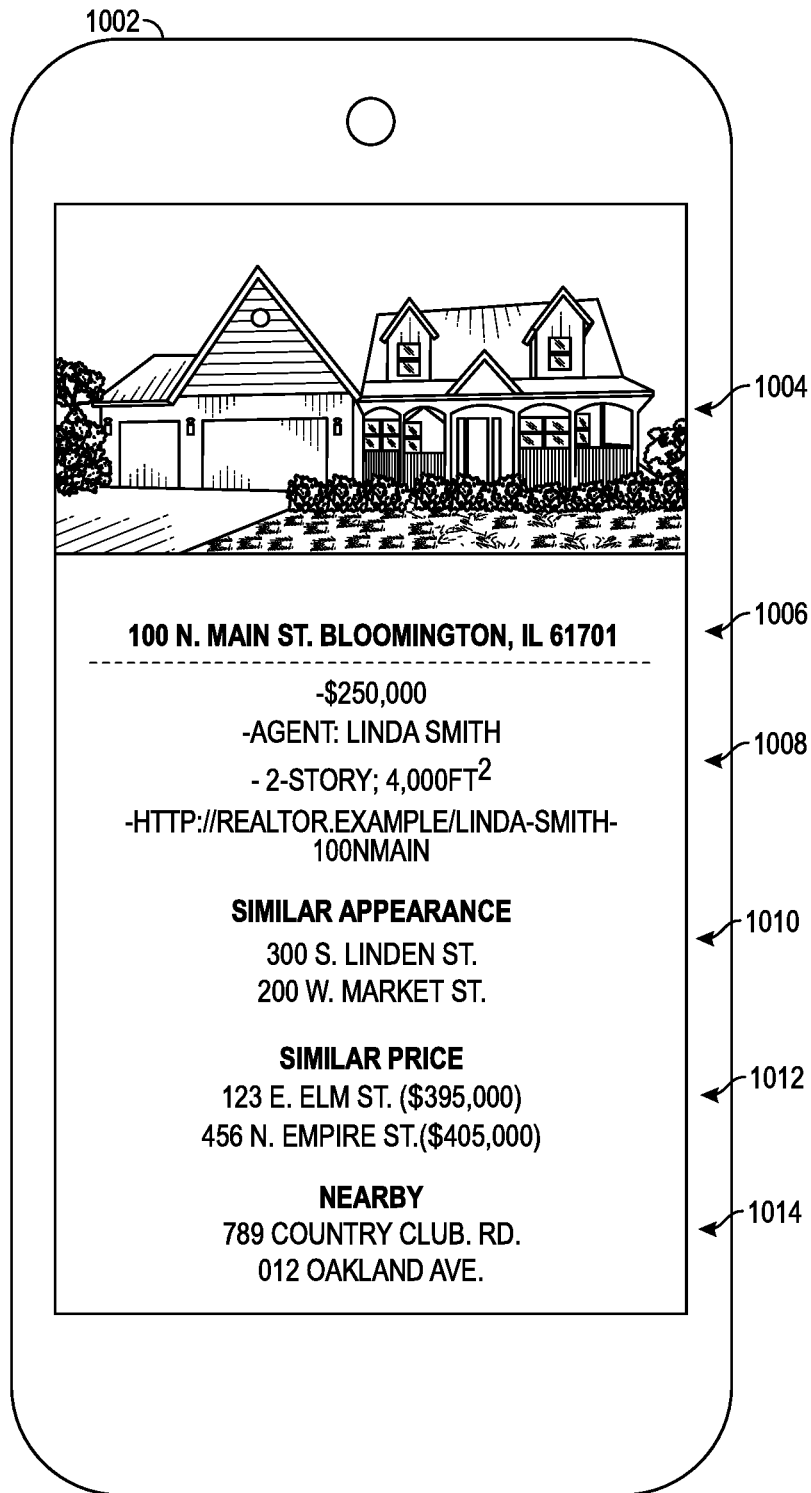 1002
1004
1006
100 N. MAIN ST. BLOOMINGTON, IL 61701
-$250,000
-AGENT: LINDA SMITH
1008
- 2-STORY; 4,000FT²
-HTTP://REALTOR.EXAMPLE/LINDA-SMITH-
100NMAIN
SIMILAR APPEARANCE
1010
300 S. LINDEN ST.
200 W. MARKET ST.
SIMILAR PRICE
1012
123 E. ELM ST. ($395,000)
456 N. EMPIRE ST.($405,000)
NEARBY
1014
789 COUNTRY CLUB. RD.
012 OAKLAND AVE.